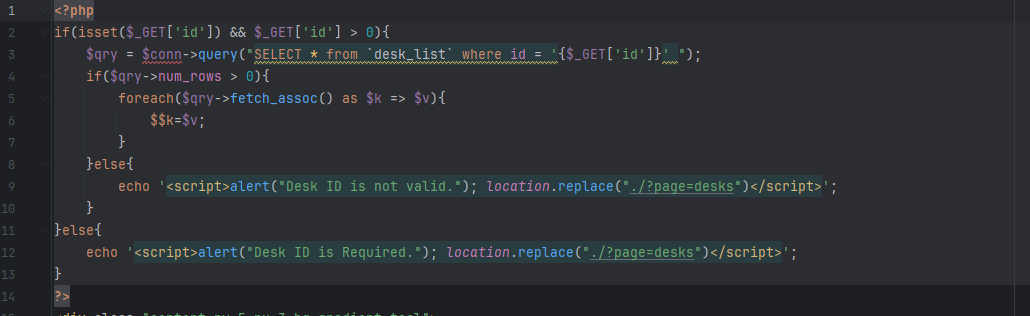 1 <?php
2 if(isset($_GET['id']) && $_GET['id'] > 0){
3 $qry = $conn->query("SELECT * from `desk_list` where id = '{$_GET['id']}' ");
4 if($qry->num_rows > 0){
5 foreach($qry->fetch_assoc() as $k => $v){
6 $$k=$v;
7 }
8 }else{
9 echo '<script>alert("Desk ID is not valid."); location.replace("./?page=desks")</script>';
10 }
11 }else{
12 echo '<script>alert("Desk ID is Required."); location.replace("./?page=desks")</script>';
13 }
14 ?>